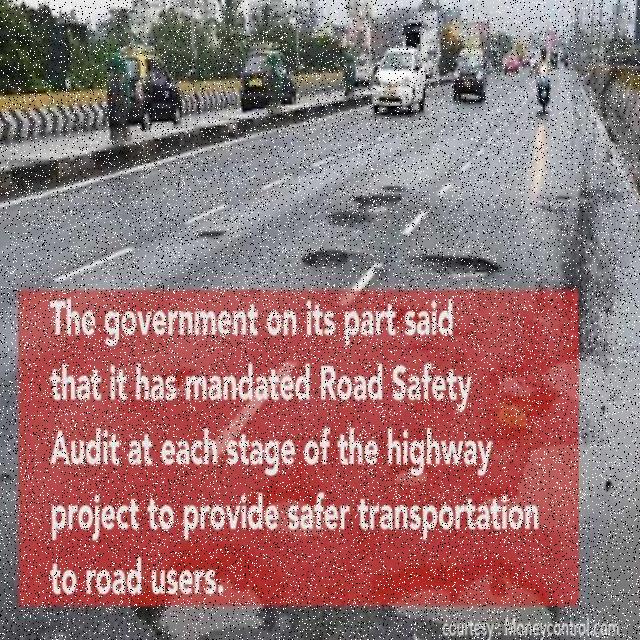 The government on its part said
that it has mandated Road Safety
Audit at each stage of the highway
project to provide safer transportation
to road users.
courtesy: Moneycontrol.com